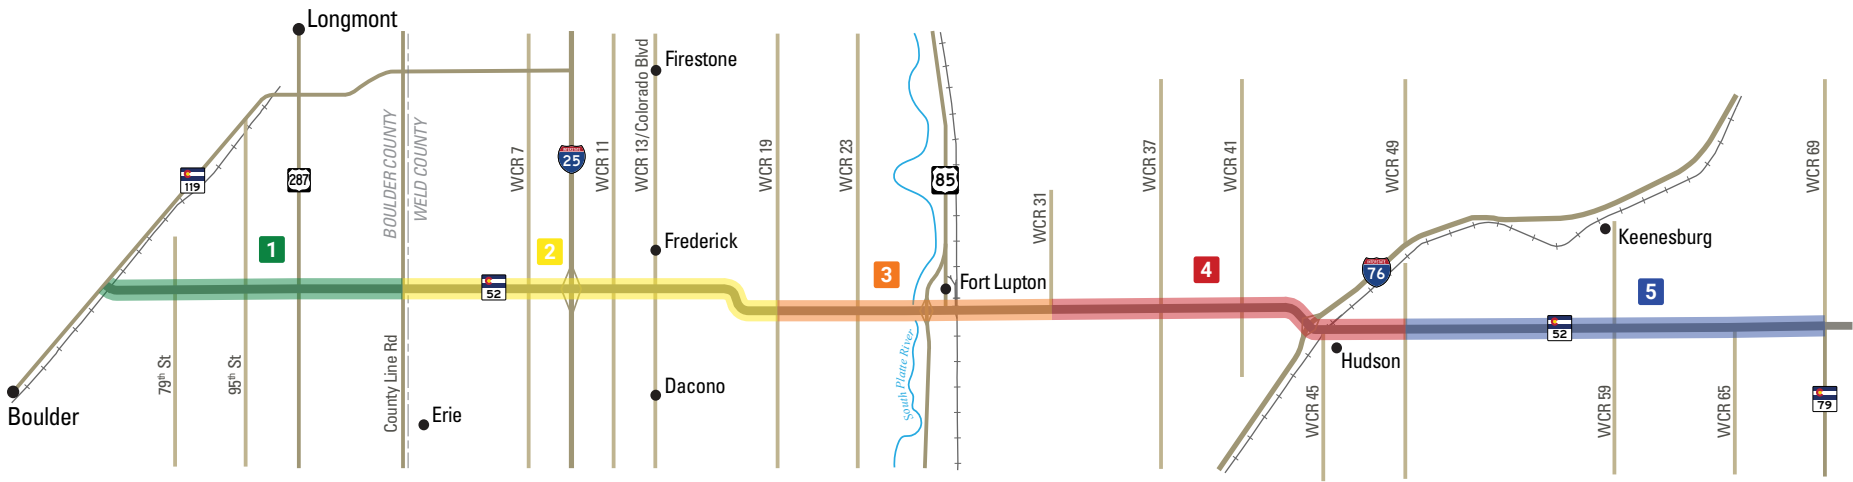 Longmont
Firestone
WCR 13/Colorado Blvd
BOULDER COUNTY
WELD COUNTY
119
287
WCR 7
25
WCR 11
WCR 19
WCR 23
85
WCR 31
WCR 37
WCR 41
WCR 49
WCR 69
1
2
Frederick
3
4
76
Keenesburg
5
52
Fort Lupton
52
Hudson
79th St
95th St
County Line Rd
Erie
Dacono
South Platte River
WCR 45
WCR 59
WCR 65
79
Boulder